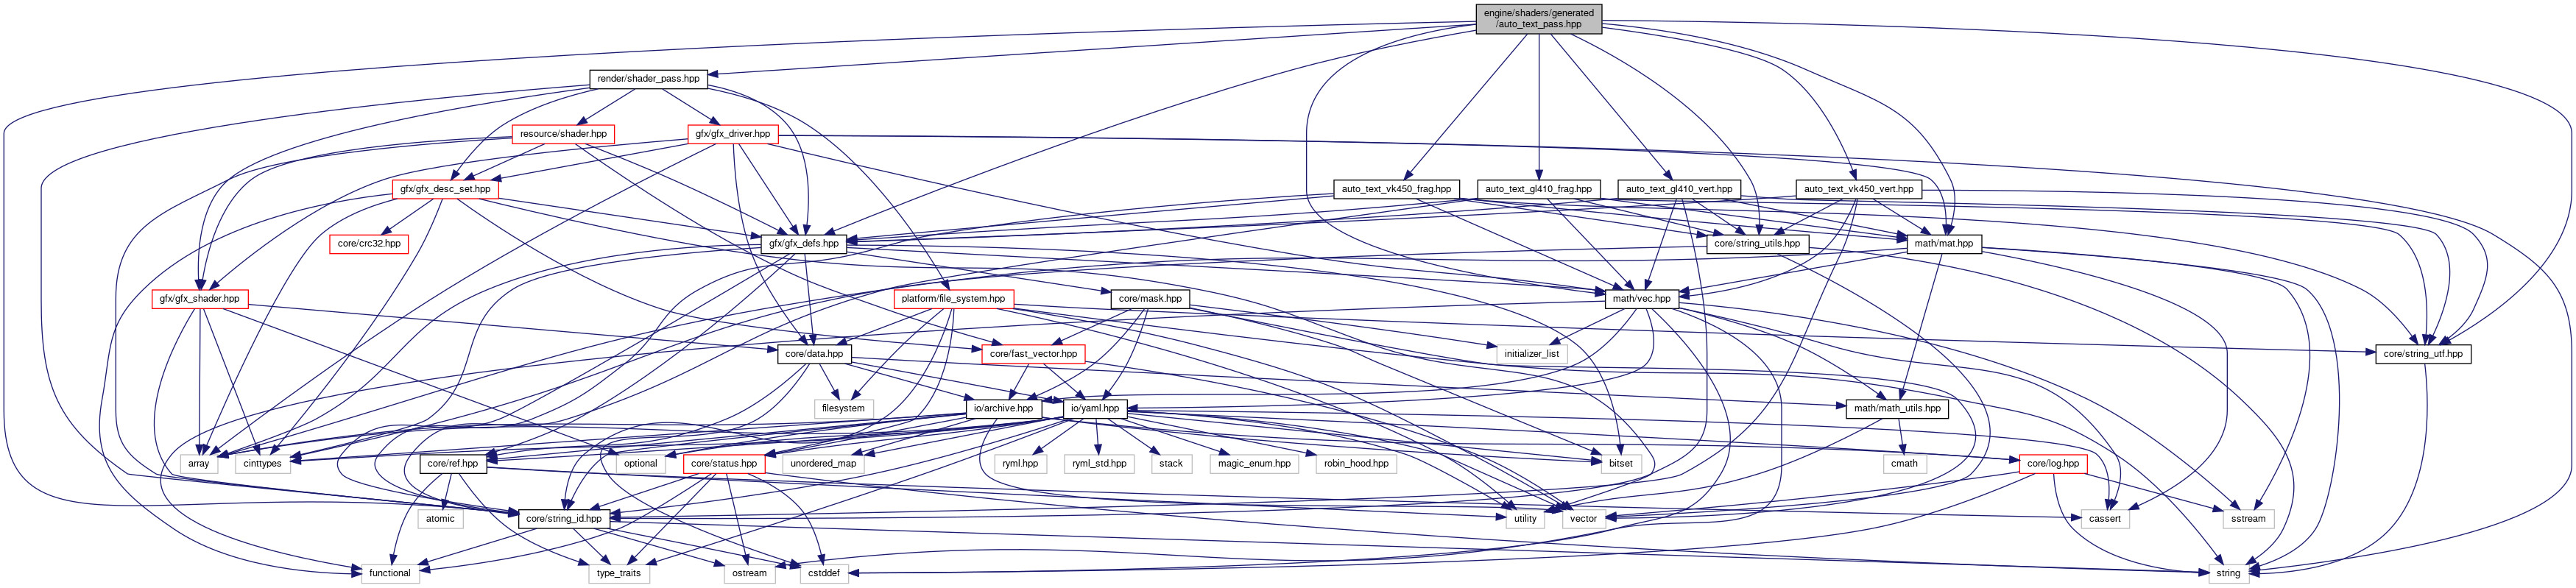 engine/shaders/generated
/auto_text_pass.hpp
render/shader_pass.hpp
resource/shader.hpp
gfx/gfx_driver.hpp
gfx/gfx_desc_set.hpp
auto_text_vk450_frag.hpp
auto_text_gl410_frag.hpp
auto_text_gl410_vert.hpp
auto_text_vk450_vert.hpp
core/crc32.hpp
gfx/gfx_defs.hpp
core/string_utils.hpp
math/mat.hpp
gfx/gfx_shader.hpp
platform/file_system.hpp
core/mask.hpp
math/vec.hpp
core/data.hpp
core/fast_vector.hpp
initializer_list
core/string_utf.hpp
filesystem
io/archive.hpp
io/yaml.hpp
math/math_utils.hpp
array
cinttypes
core/ref.hpp
optional
core/status.hpp
unordered_map
ryml.hpp
ryml_std.hpp
stack
magic_enum.hpp
robin_hood.hpp
bitset
cmath
core/log.hpp
atomic
core/string_id.hpp
utility
vector
cassert
sstream
functional
type_traits
ostream
cstddef
string